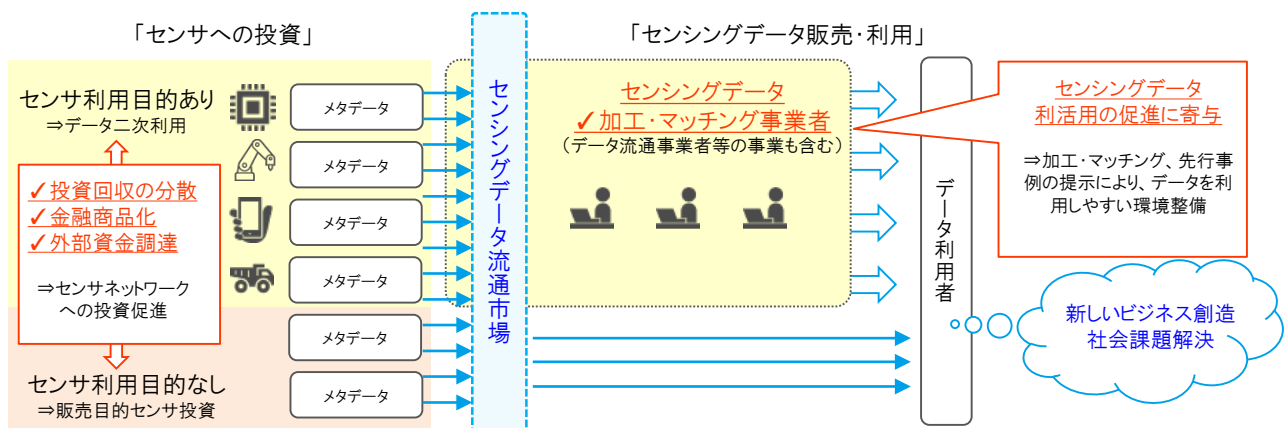 「センサへの投資」
「センシングデータ販売・利用」
センサ利用目的あり
⇒データ二次利用
✓投資回収の分散
✓金融商品化
✓外部資金調達
⇒センサネットワーク
への投資促進
センサ利用目的なし
⇒販売目的センサ投資
メタデータ
メタデータ
メタデータ
メタデータ
メタデータ
メタデータ
センシングデータ流通市場
センシングデータ
✓加工・マッチング事業者
（データ流通事業者等の事業も含む）
データ利用者
センシングデータ
利活用の促進に寄与
⇒加工・マッチング、先行事
例の提示により、データを利
用しやすい環境整備
新しいビジネス創造
社会課題解決